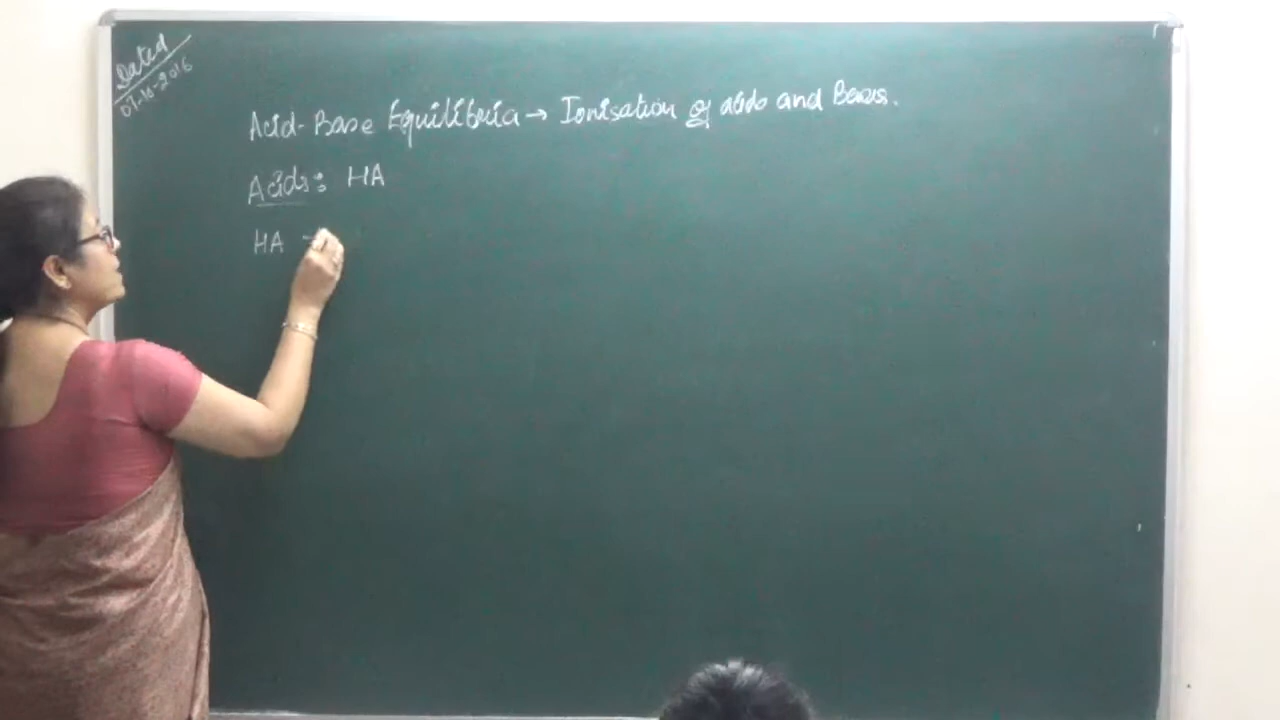 Dated
07-10-2016
Acid-Base Equilibria → Ionisation of acids and Bases.
Acids: HA
HA